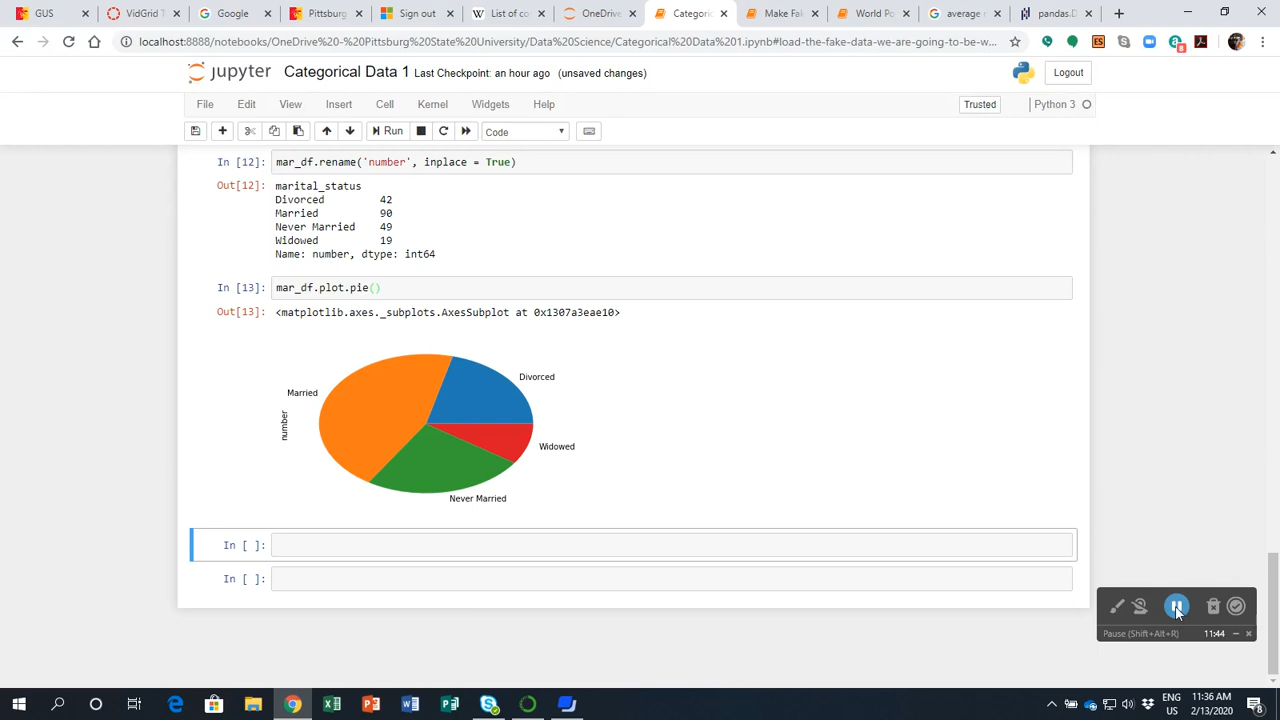 GUS
VidGrid T
Google
Pittsburg
Sign out
List of co
OneDrive
Categoric
Make Fak
World Po
average n
pandas.D
localhost:8888/notebooks/OneDrive%20-%20Pittsburg%20State%20University/Data%20Science/Categorical%20Data%201.ipynb#load-the-fake-data-we-are-going-to-be-w...
jupyter Categorical Data 1 Last Checkpoint: an hour ago (unsaved changes)
Logout
File Edit View Insert Cell Kernel Widgets Help
Trusted Python 3
Run Code
In [12]: mar_df.rename('number', inplace = True)
Out[12]: marital_status
Divorced 42
Married 90
Never Married 49
Widowed 19
Name: number, dtype: int64
In [13]: mar_df.plot.pie()
Out[13]: <matplotlib.axes._subplots.AxesSubplot at 0x1307a3eae10>
Divorced
Married
number
Widowed
Never Married
In [ ]:
In [ ]:
Pause (Shift+Alt+R) 11:44
ENG
US
11:36 AM
2/13/2020
8